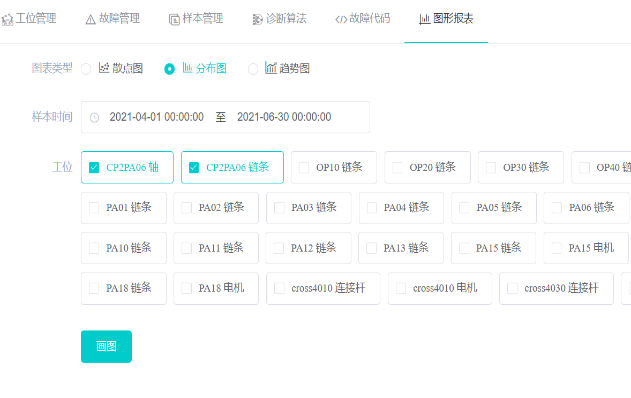 工位管理 故障管理 样本管理 诊断算法 故障代码 图形报表
图表类型 散点图 分布图 趋势图
样本时间 2021-04-01 00:00:00 至 2021-06-30 00:00:00
工位 CP2PA06 轴 CP2PA06 链条 OP10 链条 OP20 链条 OP30 链条 OP40 链
PA01 链条 PA02 链条 PA03 链条 PA04 链条 PA05 链条 PA06 链条
PA10 链条 PA11 链条 PA12 链条 PA13 链条 PA15 链条 PA15 电机
PA18 链条 PA18 电机 cross4010 连接杆 cross4010 电机 cross4030 连接杆
画图